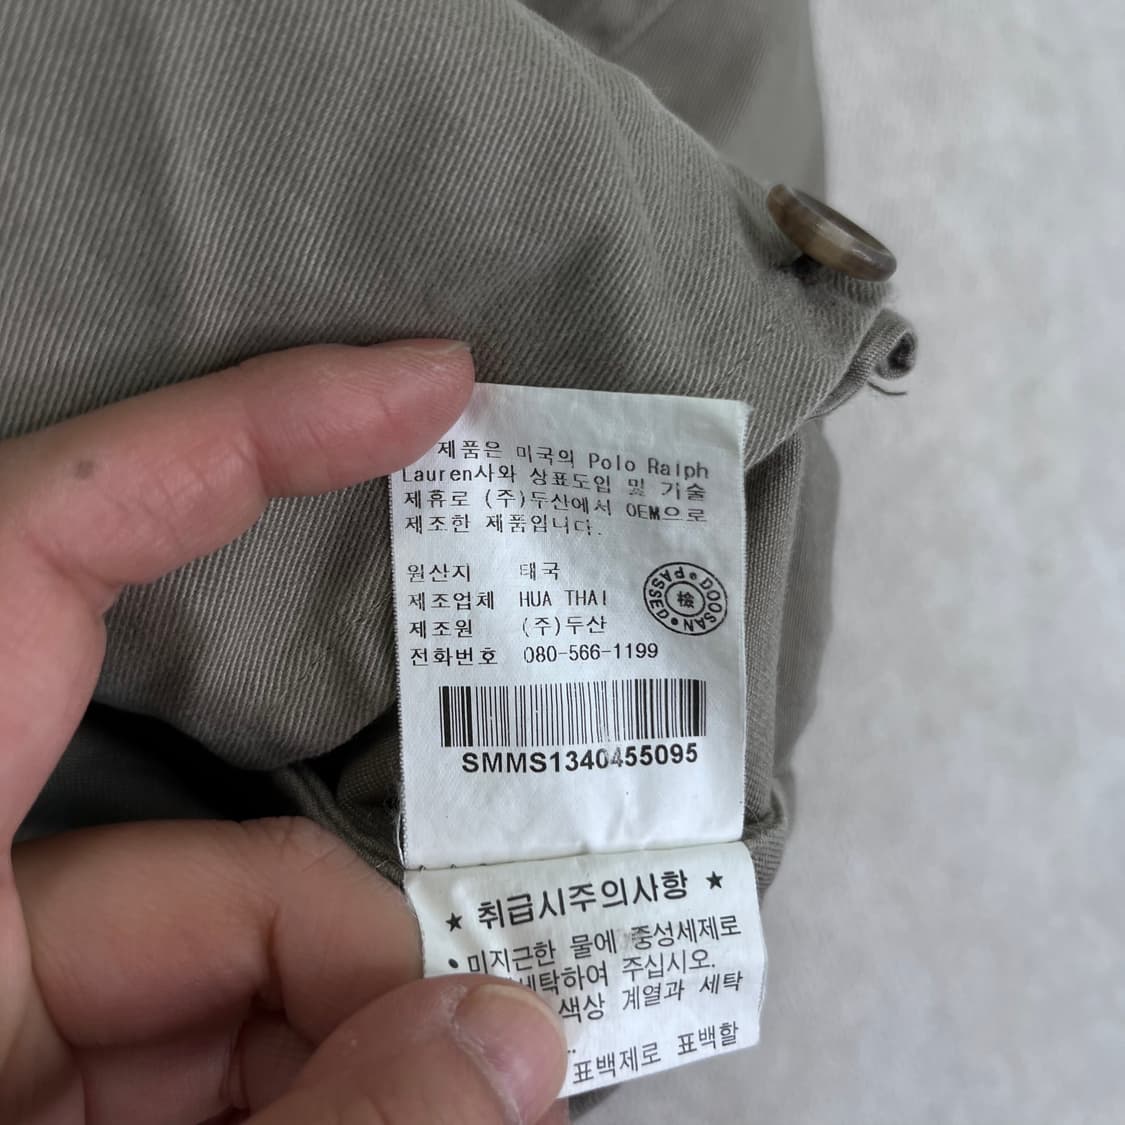 제품은 미국의 Polo Ralph
Lauren사와 상표도입 및 기술
제휴로 (주)두산에서 OEM으로
제조한 제품입니다.
원산지 태국
제조업체 HUA THAI
제조원 (주)두산
전화번호 080-566-1199
DOOSAN PASSED
檢
SMMS1340455095
★ 취급시주의사항 ★
• 미지근한 물에 중성세제로
세탁하여 주십시오.
색상 계열과 세탁
표백제로 표백할